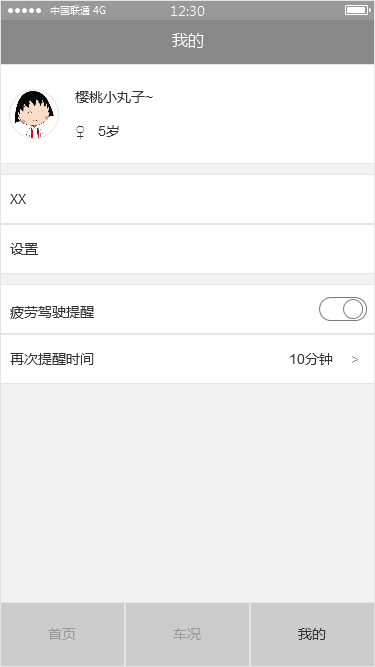 中国联通 4G 12:30
我的
樱桃小丸子~
♀ 5岁
XX
设置
疲劳驾驶提醒
再次提醒时间 10分钟 >
首页 车况 我的